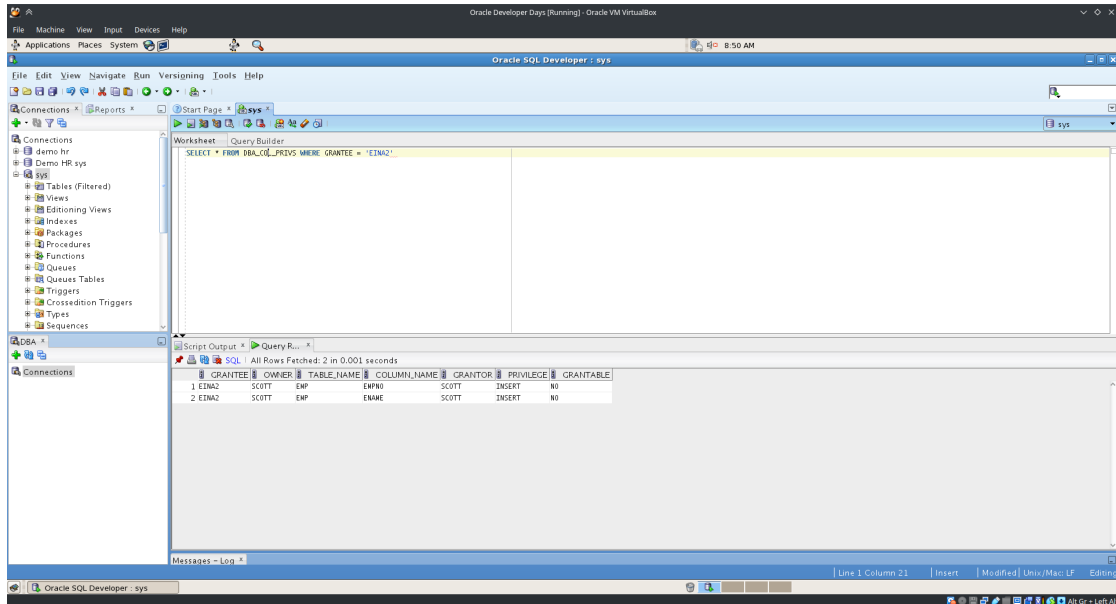 Oracle Developer Days [Running] - Oracle VM VirtualBox
File Machine View Input Devices Help
Applications Places System 8:50 AM
Oracle SQL Developer : sys
File Edit View Navigate Run Versioning Tools Help
Connections Reports Start Page sys
sys
Connections
demo hr
Demo HR sys
sys
Tables (Filtered)
Views
Editioning Views
Indexes
Packages
Procedures
Functions
Queues
Queues Tables
Triggers
Crossedition Triggers
Types
Sequences
Worksheet Query Builder
SELECT * FROM DBA_COL_PRIVS WHERE GRANTEE = 'EINA2'
DBA
Connections
Script Output Query R...
SQL All Rows Fetched: 2 in 0.001 seconds
GRANTEE OWNER TABLE_NAME COLUMN_NAME GRANTOR PRIVILEGE GRANTABLE
1 EINA2 SCOTT EMP EMPNO SCOTT INSERT NO
2 EINA2 SCOTT EMP ENAME SCOTT INSERT NO
Messages - Log
Line 1 Column 21 Insert Modified Unix/Mac: LF Editing
Oracle SQL Developer : sys
Alt Gr + Left Al